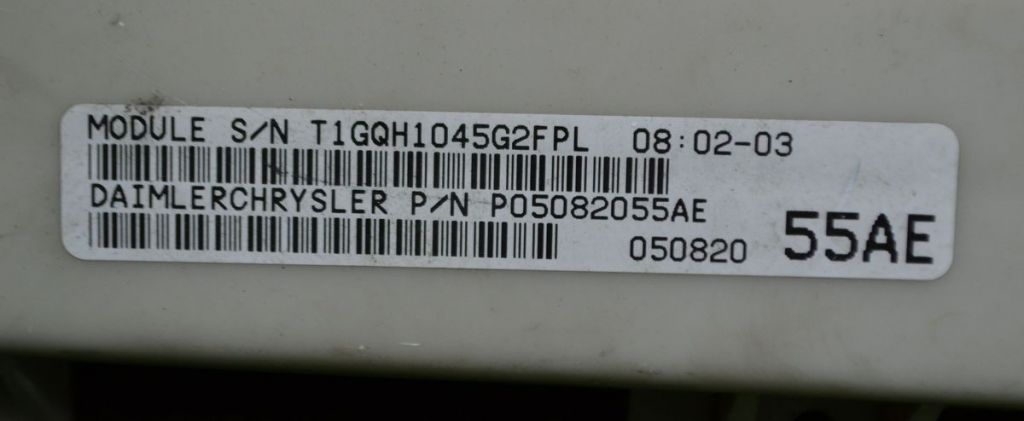 MODULE S/N T1GQH1045G2FPL 08:02-03
DAIMLERCHRYSLER P/N P05082055AE
050820 55AE